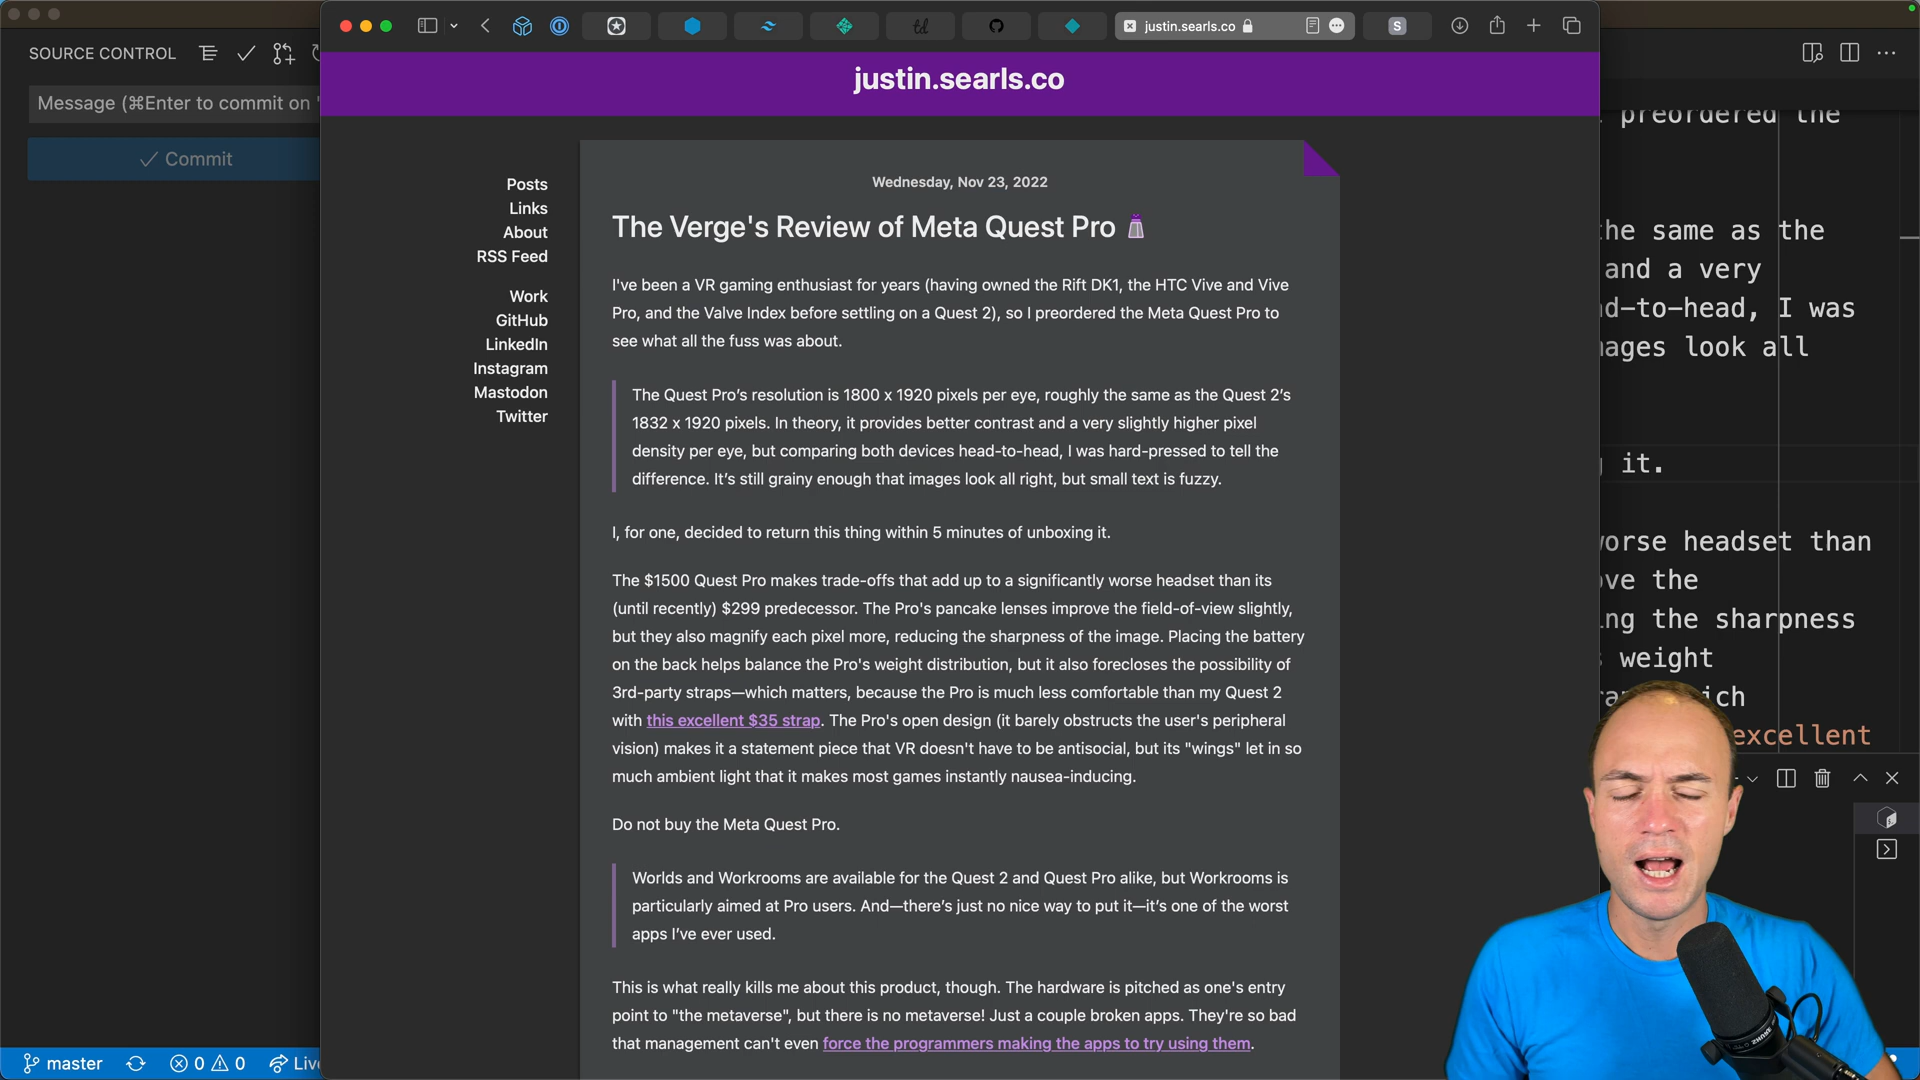 SOURCE CONTROL
Message (⌘Enter to commit on "
Commit
master
0 0
Live
justin.searls.co
S
justin.searls.co
Posts
Links
About
RSS Feed
Work
GitHub
LinkedIn
Instagram
Mastodon
Twitter
Wednesday, Nov 23, 2022
The Verge's Review of Meta Quest Pro
I've been a VR gaming enthusiast for years (having owned the Rift DK1, the HTC Vive and Vive
Pro, and the Valve Index before settling on a Quest 2), so I preordered the Meta Quest Pro to
see what all the fuss was about.
The Quest Pro’s resolution is 1800 x 1920 pixels per eye, roughly the same as the Quest 2’s
1832 x 1920 pixels. In theory, it provides better contrast and a very slightly higher pixel
density per eye, but comparing both devices head-to-head, I was hard-pressed to tell the
difference. It’s still grainy enough that images look all right, but small text is fuzzy.
I, for one, decided to return this thing within 5 minutes of unboxing it.
The $1500 Quest Pro makes trade-offs that add up to a significantly worse headset than its
(until recently) $299 predecessor. The Pro's pancake lenses improve the field-of-view slightly,
but they also magnify each pixel more, reducing the sharpness of the image. Placing the battery
on the back helps balance the Pro's weight distribution, but it also forecloses the possibility of
3rd-party straps—which matters, because the Pro is much less comfortable than my Quest 2
with this excellent $35 strap. The Pro's open design (it barely obstructs the user's peripheral
vision) makes it a statement piece that VR doesn't have to be antisocial, but its "wings" let in so
much ambient light that it makes most games instantly nausea-inducing.
Do not buy the Meta Quest Pro.
Worlds and Workrooms are available for the Quest 2 and Quest Pro alike, but Workrooms is
particularly aimed at Pro users. And—there’s just no nice way to put it—it’s one of the worst
apps I’ve ever used.
This is what really kills me about this product, though. The hardware is pitched as one's entry
point to "the metaverse", but there is no metaverse! Just a couple broken apps. They're so bad
that management can't even force the programmers making the apps to try using them.
preordered the
the same as the
and a very
d-to-head, I was
mages look all
it.
worse headset than
ove the
ing the sharpness
weight
ich
excellent